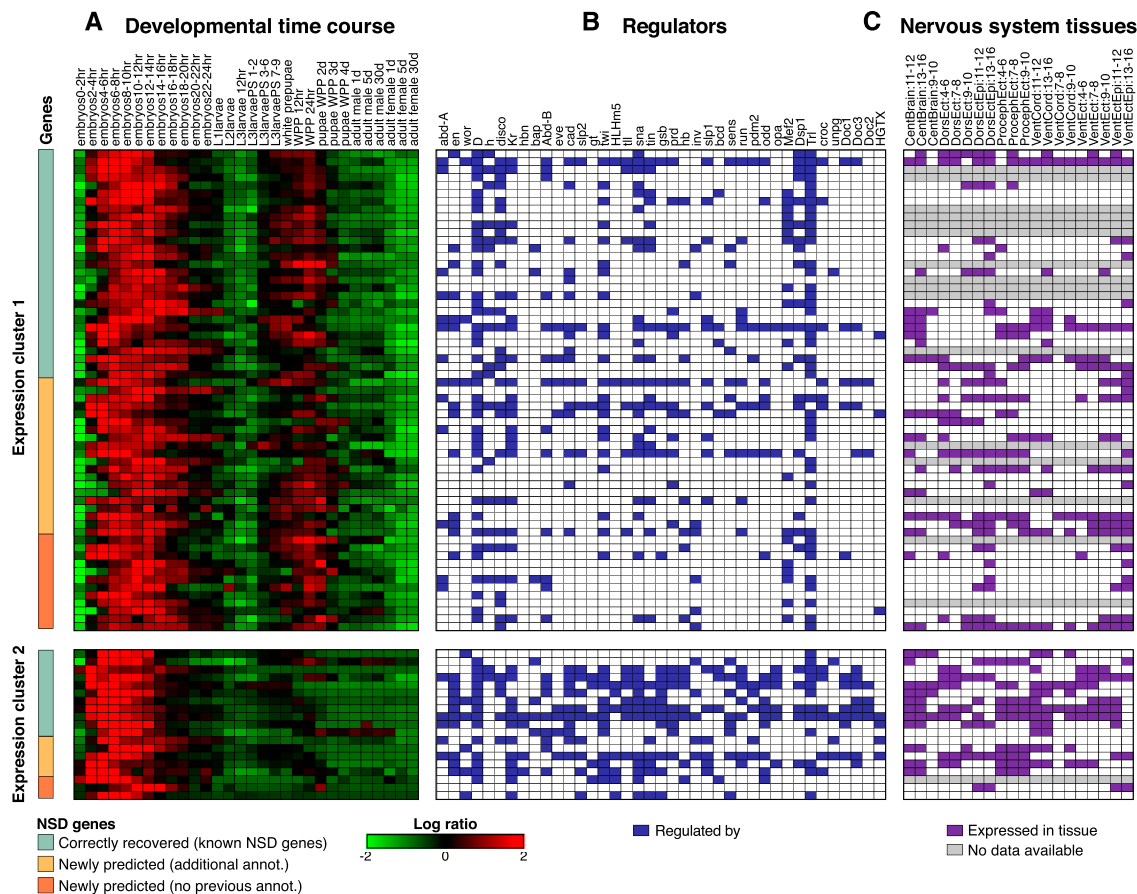 A
Developmental time course
B
Regulators
C
Nervous system tissues
Genes
embryos0-2hr
embryos2-4hr
embryos4-6hr
embryos6-8hr
embryos8-10hr
embryos10-12hr
embryos12-14hr
embryos14-16hr
embryos16-18hr
embryos18-20hr
embryos20-22hr
embryos22-24hr
L1larvae
L2larvae
L3larvae 12hr
L3larvaePS 1-2
L3larvaePS 3-6
L3larvaePS 7-9
white prepupae
WPP 12hr
WPP 24hr
pupae WPP 2d
pupae WPP 3d
pupae WPP 4d
adult male 1d
adult male 5d
adult male 30d
adult female 1d
adult female 5d
adult female 30d
abd-A
en
wor
D
disco
Kr
hbn
bap
Abd-B
eve
cad
slp2
gt
twi
HLHm5
tll
sna
tin
gsb
prd
inv
slp1
bcd
sens
run
pdm2
odd
opa
Mef2
Dsp1
Trl
croc
unpg
Doc1
Doc2
Doc3
HGTX
CentBrain:11-12
CentBrain:13-16
CentBrain:9-10
DorsEct:4-6
DorsEct:7-8
DorsEct:9-10
DorsEctEpi:11-12
DorsEctEpi:13-16
ProcephEct:4-6
ProcephEct:7-8
ProcephEct:9-10
VentCord:11-12
VentCord:13-16
VentCord:7-8
VentCord:9-10
VentEct:4-6
VentEct:7-8
VentEct:9-10
VentEctEpi:11-12
VentEctEpi:13-16
Expression cluster 1
Expression cluster 2
NSD genes
Correctly recovered (known NSD genes)
Newly predicted (additional annot.)
Newly predicted (no previous annot.)
Log ratio
-2
0
2
Regulated by
Expressed in tissue
No data available